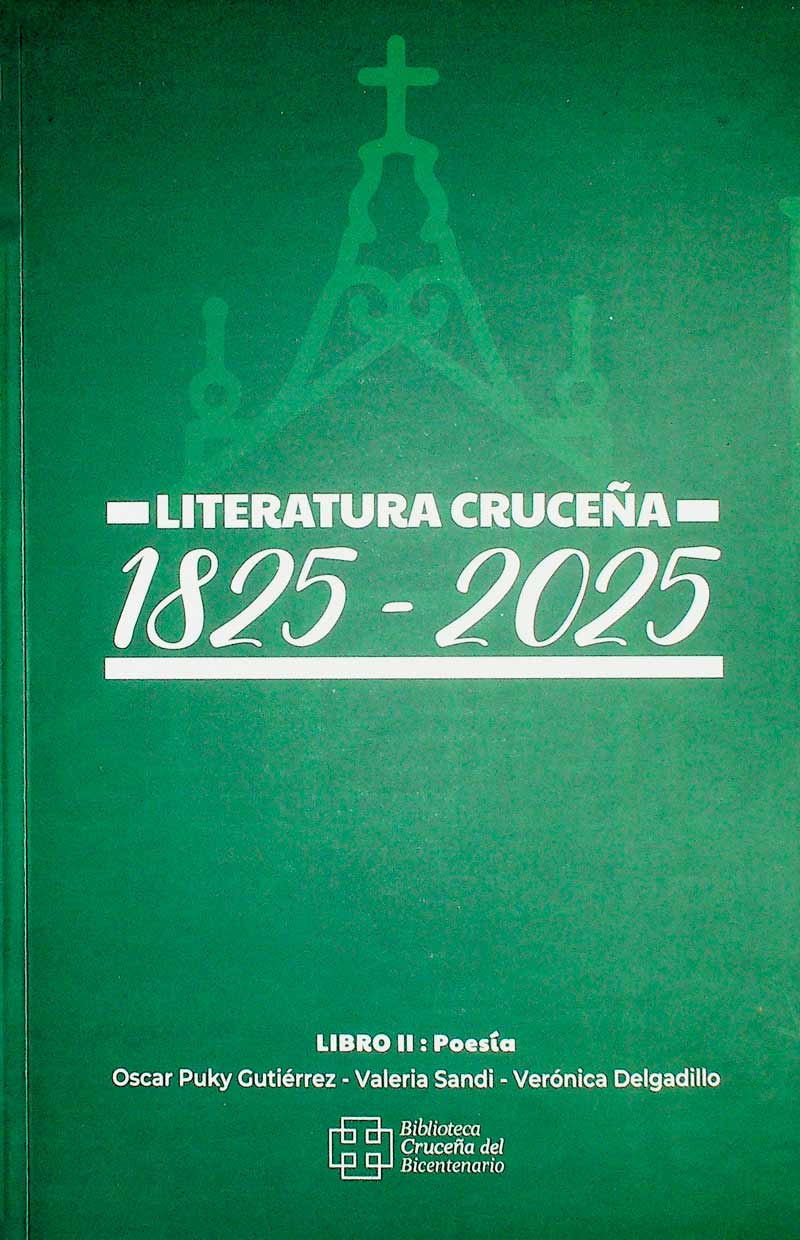 LITERATURA CRUCEÑA
1825 - 2025
LIBRO II : Poesía
Oscar Puky Gutiérrez - Valeria Sandi - Verónica Delgadillo
Biblioteca
Cruceña del
Bicentenario